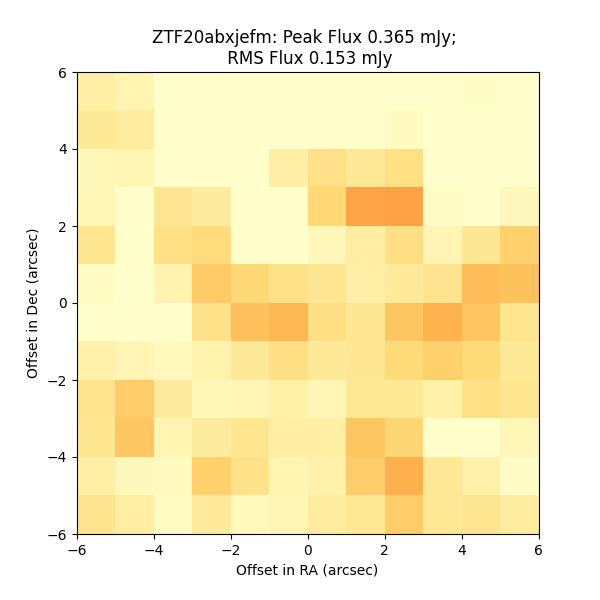 ZTF20abxjefm: Peak Flux 0.365 mJy;
RMS Flux 0.153 mJy
6
4
2
0
−2
−4
−6
Offset in Dec (arcsec)
−6 −4 −2 0 2 4 6
Offset in RA (arcsec)